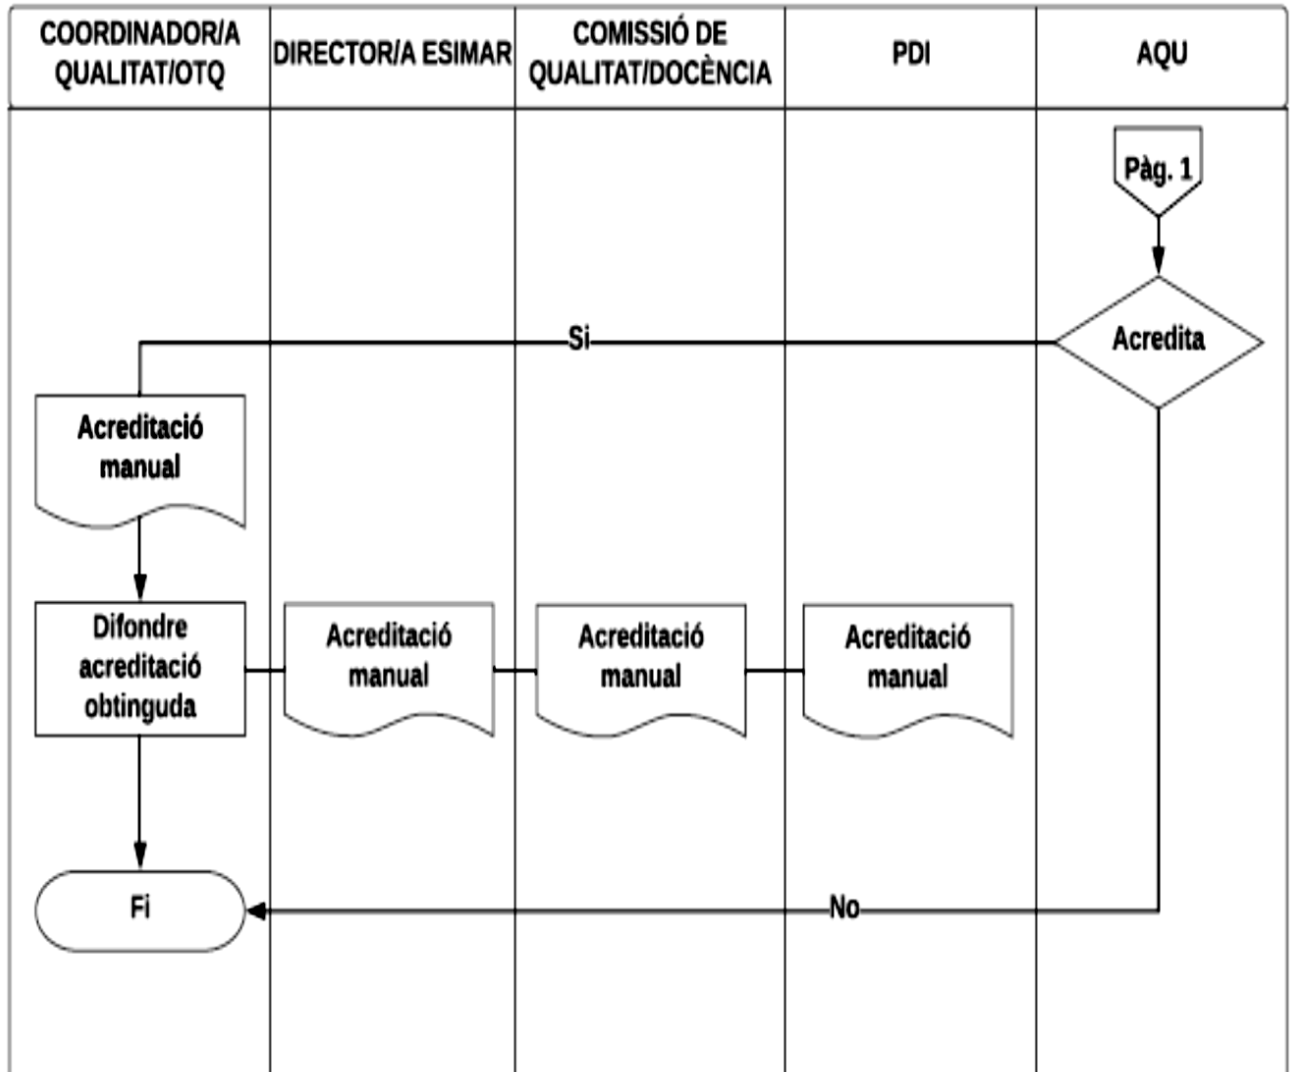 COORDINADOR/A
QUALITAT/OTQ
DIRECTOR/A ESIMAR
COMISSIÓ DE
QUALITAT/DOCÈNCIA
PDI
AQU
Pàg. 1
Acredita
Si
Acreditació
manual
Difondre
acreditació
obtinguda
Acreditació
manual
Acreditació
manual
Acreditació
manual
Fi
No